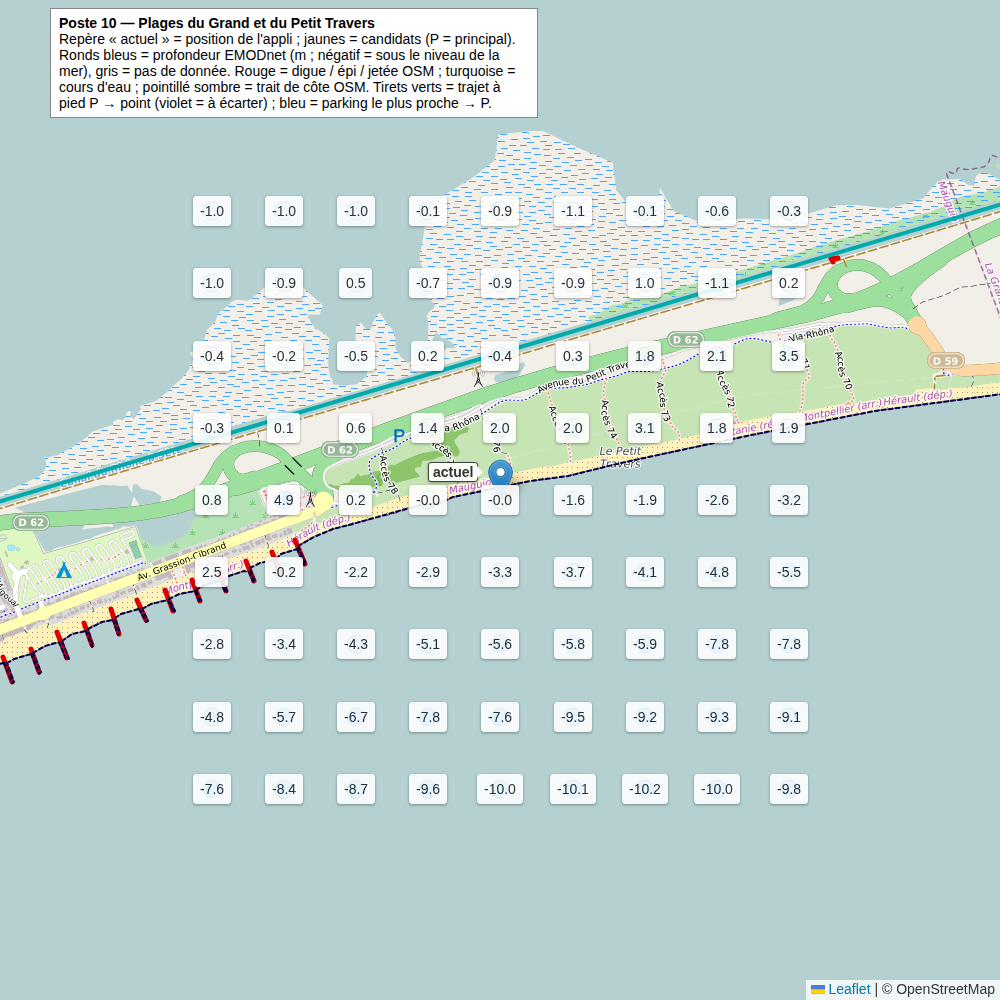 Poste 10 — Plages du Grand et du Petit Travers
Repère « actuel » = position de l'appli ; jaunes = candidats (P = principal).
Ronds bleus = profondeur EMODnet (m ; négatif = sous le niveau de la
mer), gris = pas de donnée. Rouge = digue / épi / jetée OSM ; turquoise =
cours d'eau ; pointillé sombre = trait de côte OSM. Tirets verts = trajet à
pied P → point (violet = à écarter) ; bleu = parking le plus proche → P.
-1.0 -1.0 -1.0 -0.1 -0.9 -1.1 -0.1 -0.6 -0.3
-1.0 -0.9 0.5 -0.7 -0.9 -0.9 1.0 -1.1 0.2
Via Rhôna
D 62
-0.4 -0.2 -0.5 0.2 -0.4 0.3 1.8 2.1 3.5
D 59
Avenue du Petit Trave
Accès 70
Accès 72
Accès 73
Accès 74
Montpellier (arr.) Hérault (dép.)
-0.3 0.1 0.6 P 1.4 2.0 2.0 3.1 1.8 1.9
D 62
Le Petit
Travers
actuel
Accès 78
76
Mauguio
0.8 4.9 0.2 -0.0 -0.0 -1.6 -1.9 -2.6 -3.2
D 62
Hérault (dép.)
Av. Grassion-Cibrand
2.5 -0.2 -2.2 -2.9 -3.3 -3.7 -4.1 -4.8 -5.5
-2.8 -3.4 -4.3 -5.1 -5.6 -5.8 -5.9 -7.8 -7.8
-4.8 -5.7 -6.7 -7.8 -7.6 -9.5 -9.2 -9.3 -9.1
-7.6 -8.4 -8.7 -9.6 -10.0 -10.1 -10.2 -10.0 -9.8
Leaflet | © OpenStreetMap